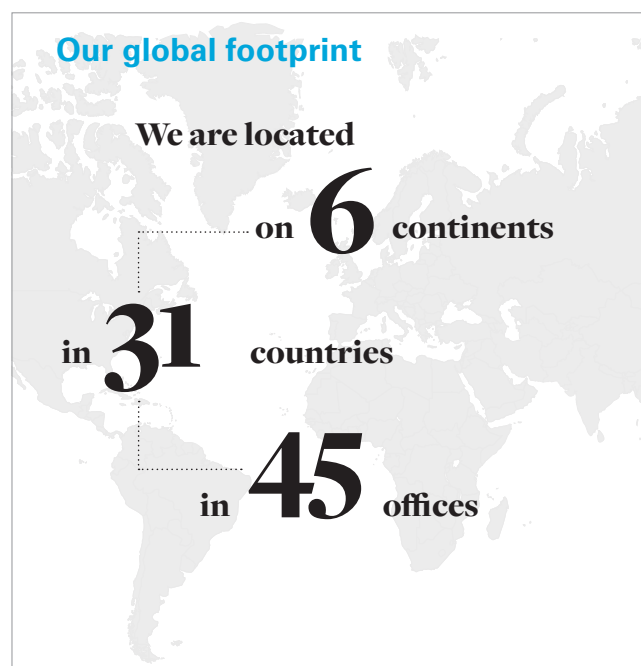 Our global footprint
We are located
on 6 continents
in 31 countries
in 45 offices